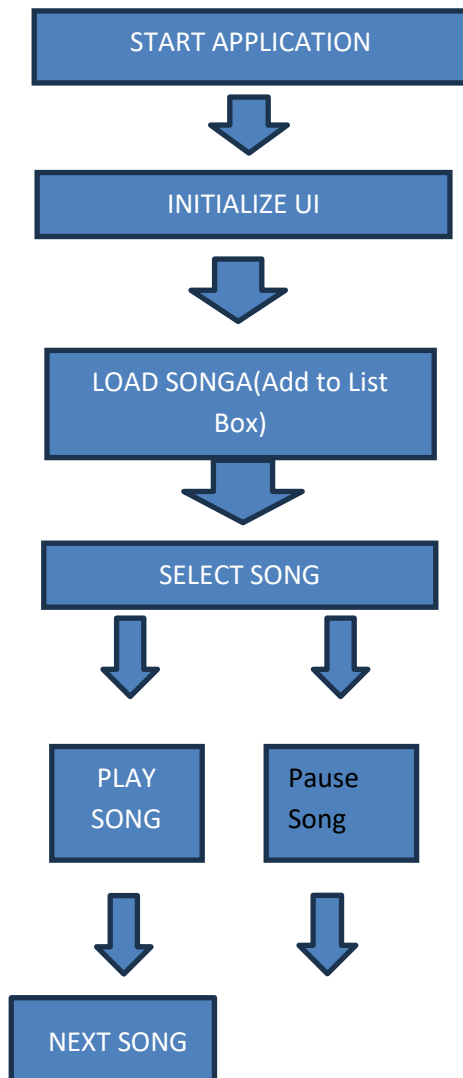 START APPLICATION
INITIALIZE UI
LOAD SONGA(Add to List
Box)
SELECT SONG
PLAY
SONG
Pause
Song
NEXT SONG